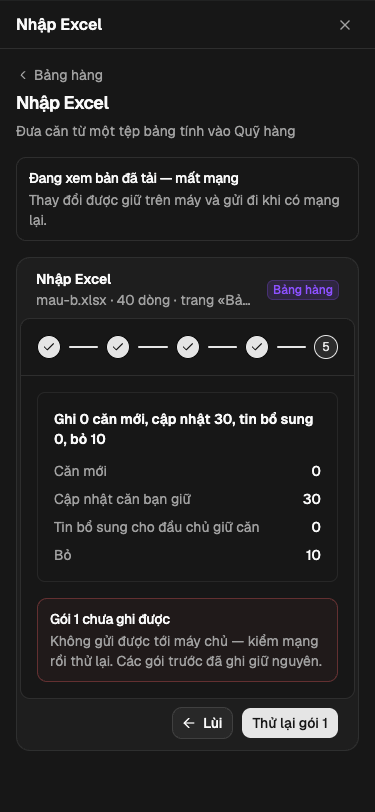 Nhập Excel
Bảng hàng
Nhập Excel
Đưa căn từ một tệp bảng tính vào Quỹ hàng
Đang xem bản đã tải — mất mạng
Thay đổi được giữ trên máy và gửi đi khi có mạng
lại.
Nhập Excel
mau-b.xlsx · 40 dòng · trang «Bả...
Bảng hàng
5
Ghi 0 căn mới, cập nhật 30, tin bổ sung
0, bỏ 10
Căn mới 0
Cập nhật căn bạn giữ 30
Tin bổ sung cho đầu chủ giữ căn 0
Bỏ 10
Gói 1 chưa ghi được
Không gửi được tới máy chủ — kiểm mạng
rồi thử lại. Các gói trước đã ghi giữ nguyên.
Lùi
Thử lại gói 1